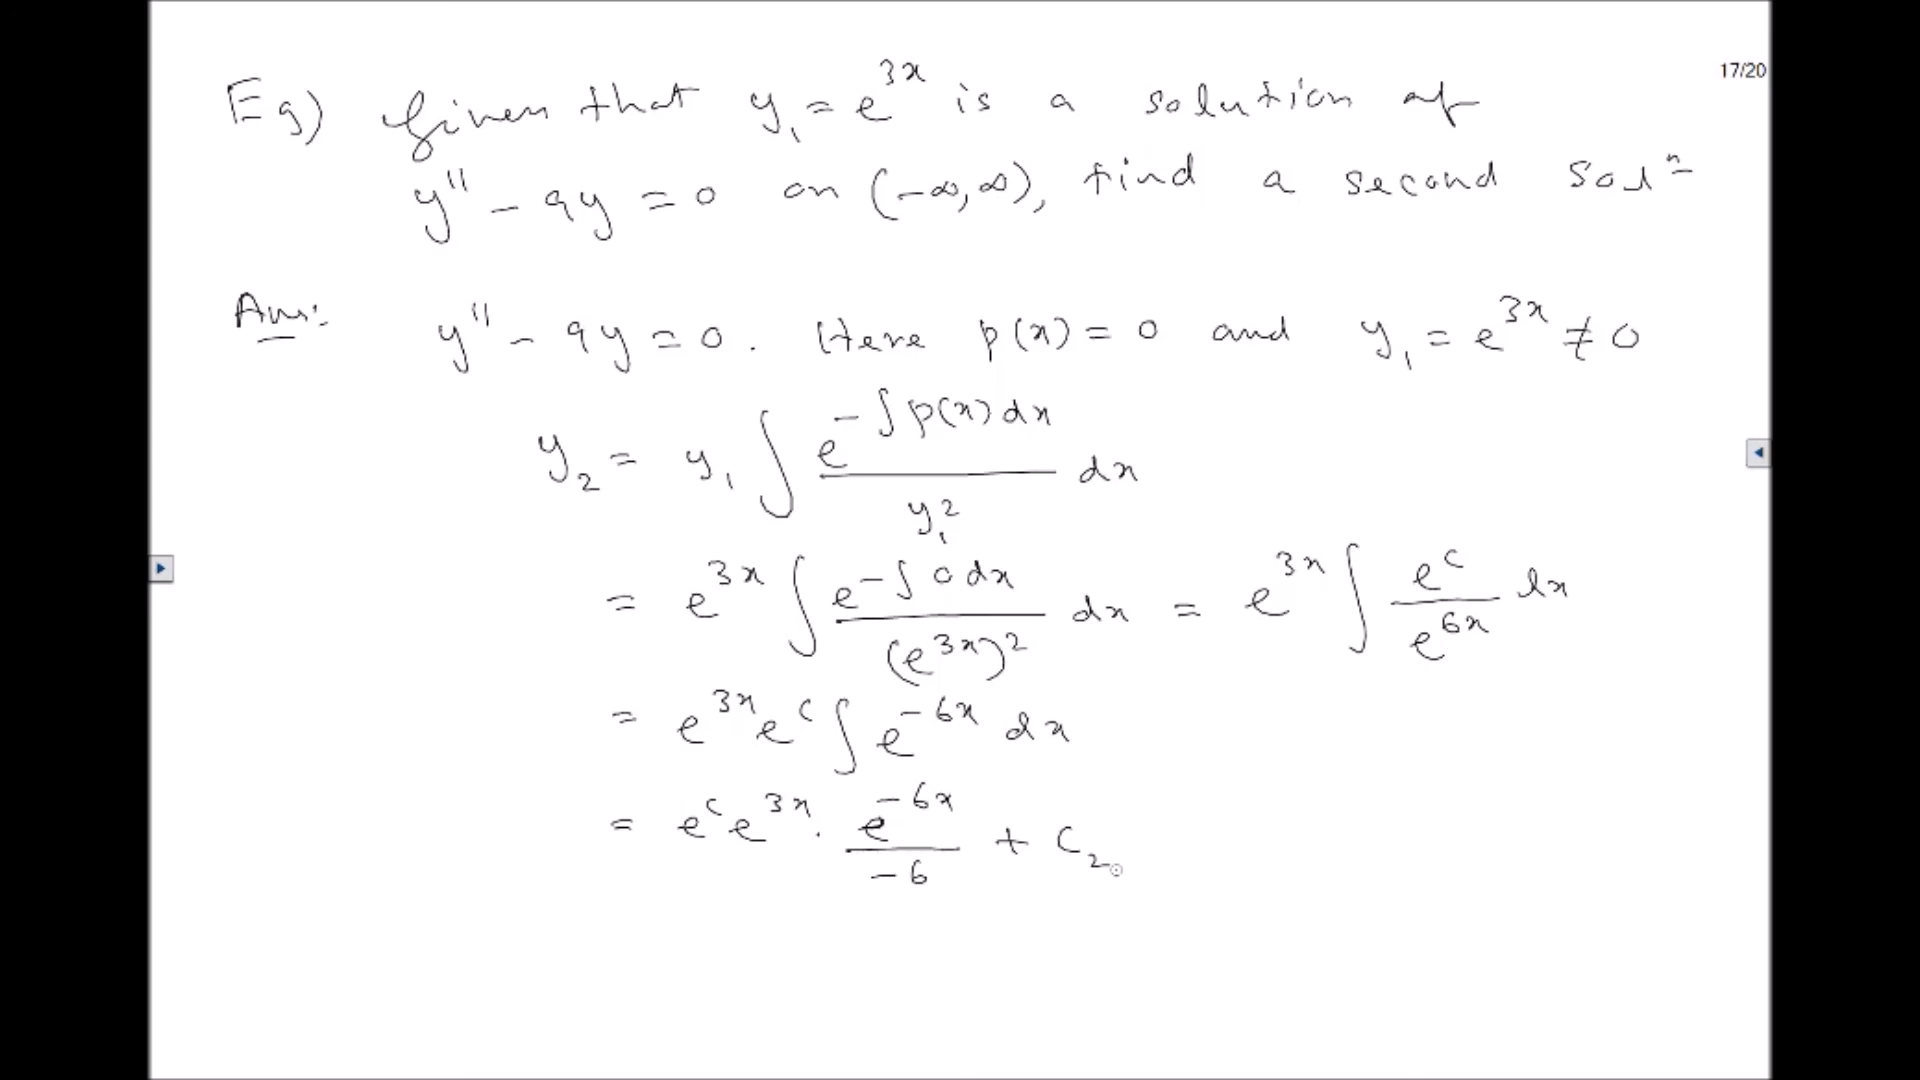 17/20
Eg) Given that y₁ = e^{3x} is a solution of
y'' - 9y = 0 on (-∞, ∞), find a second solⁿ
Ans: y'' - 9y = 0. Here p(x) = 0 and y₁ = e^{3x} ≠ 0
y₂ = y₁ ∫ e^{-∫p(x)dx} / y₁² dx
= e^{3x} ∫ e^{-∫0dx} / (e^{3x})² dx = e^{3x} ∫ e^c / e^{6x} dx
= e^{3x} e^c ∫ e^{-6x} dx
= e^c e^{3x} · e^{-6x} / -6 + C₂